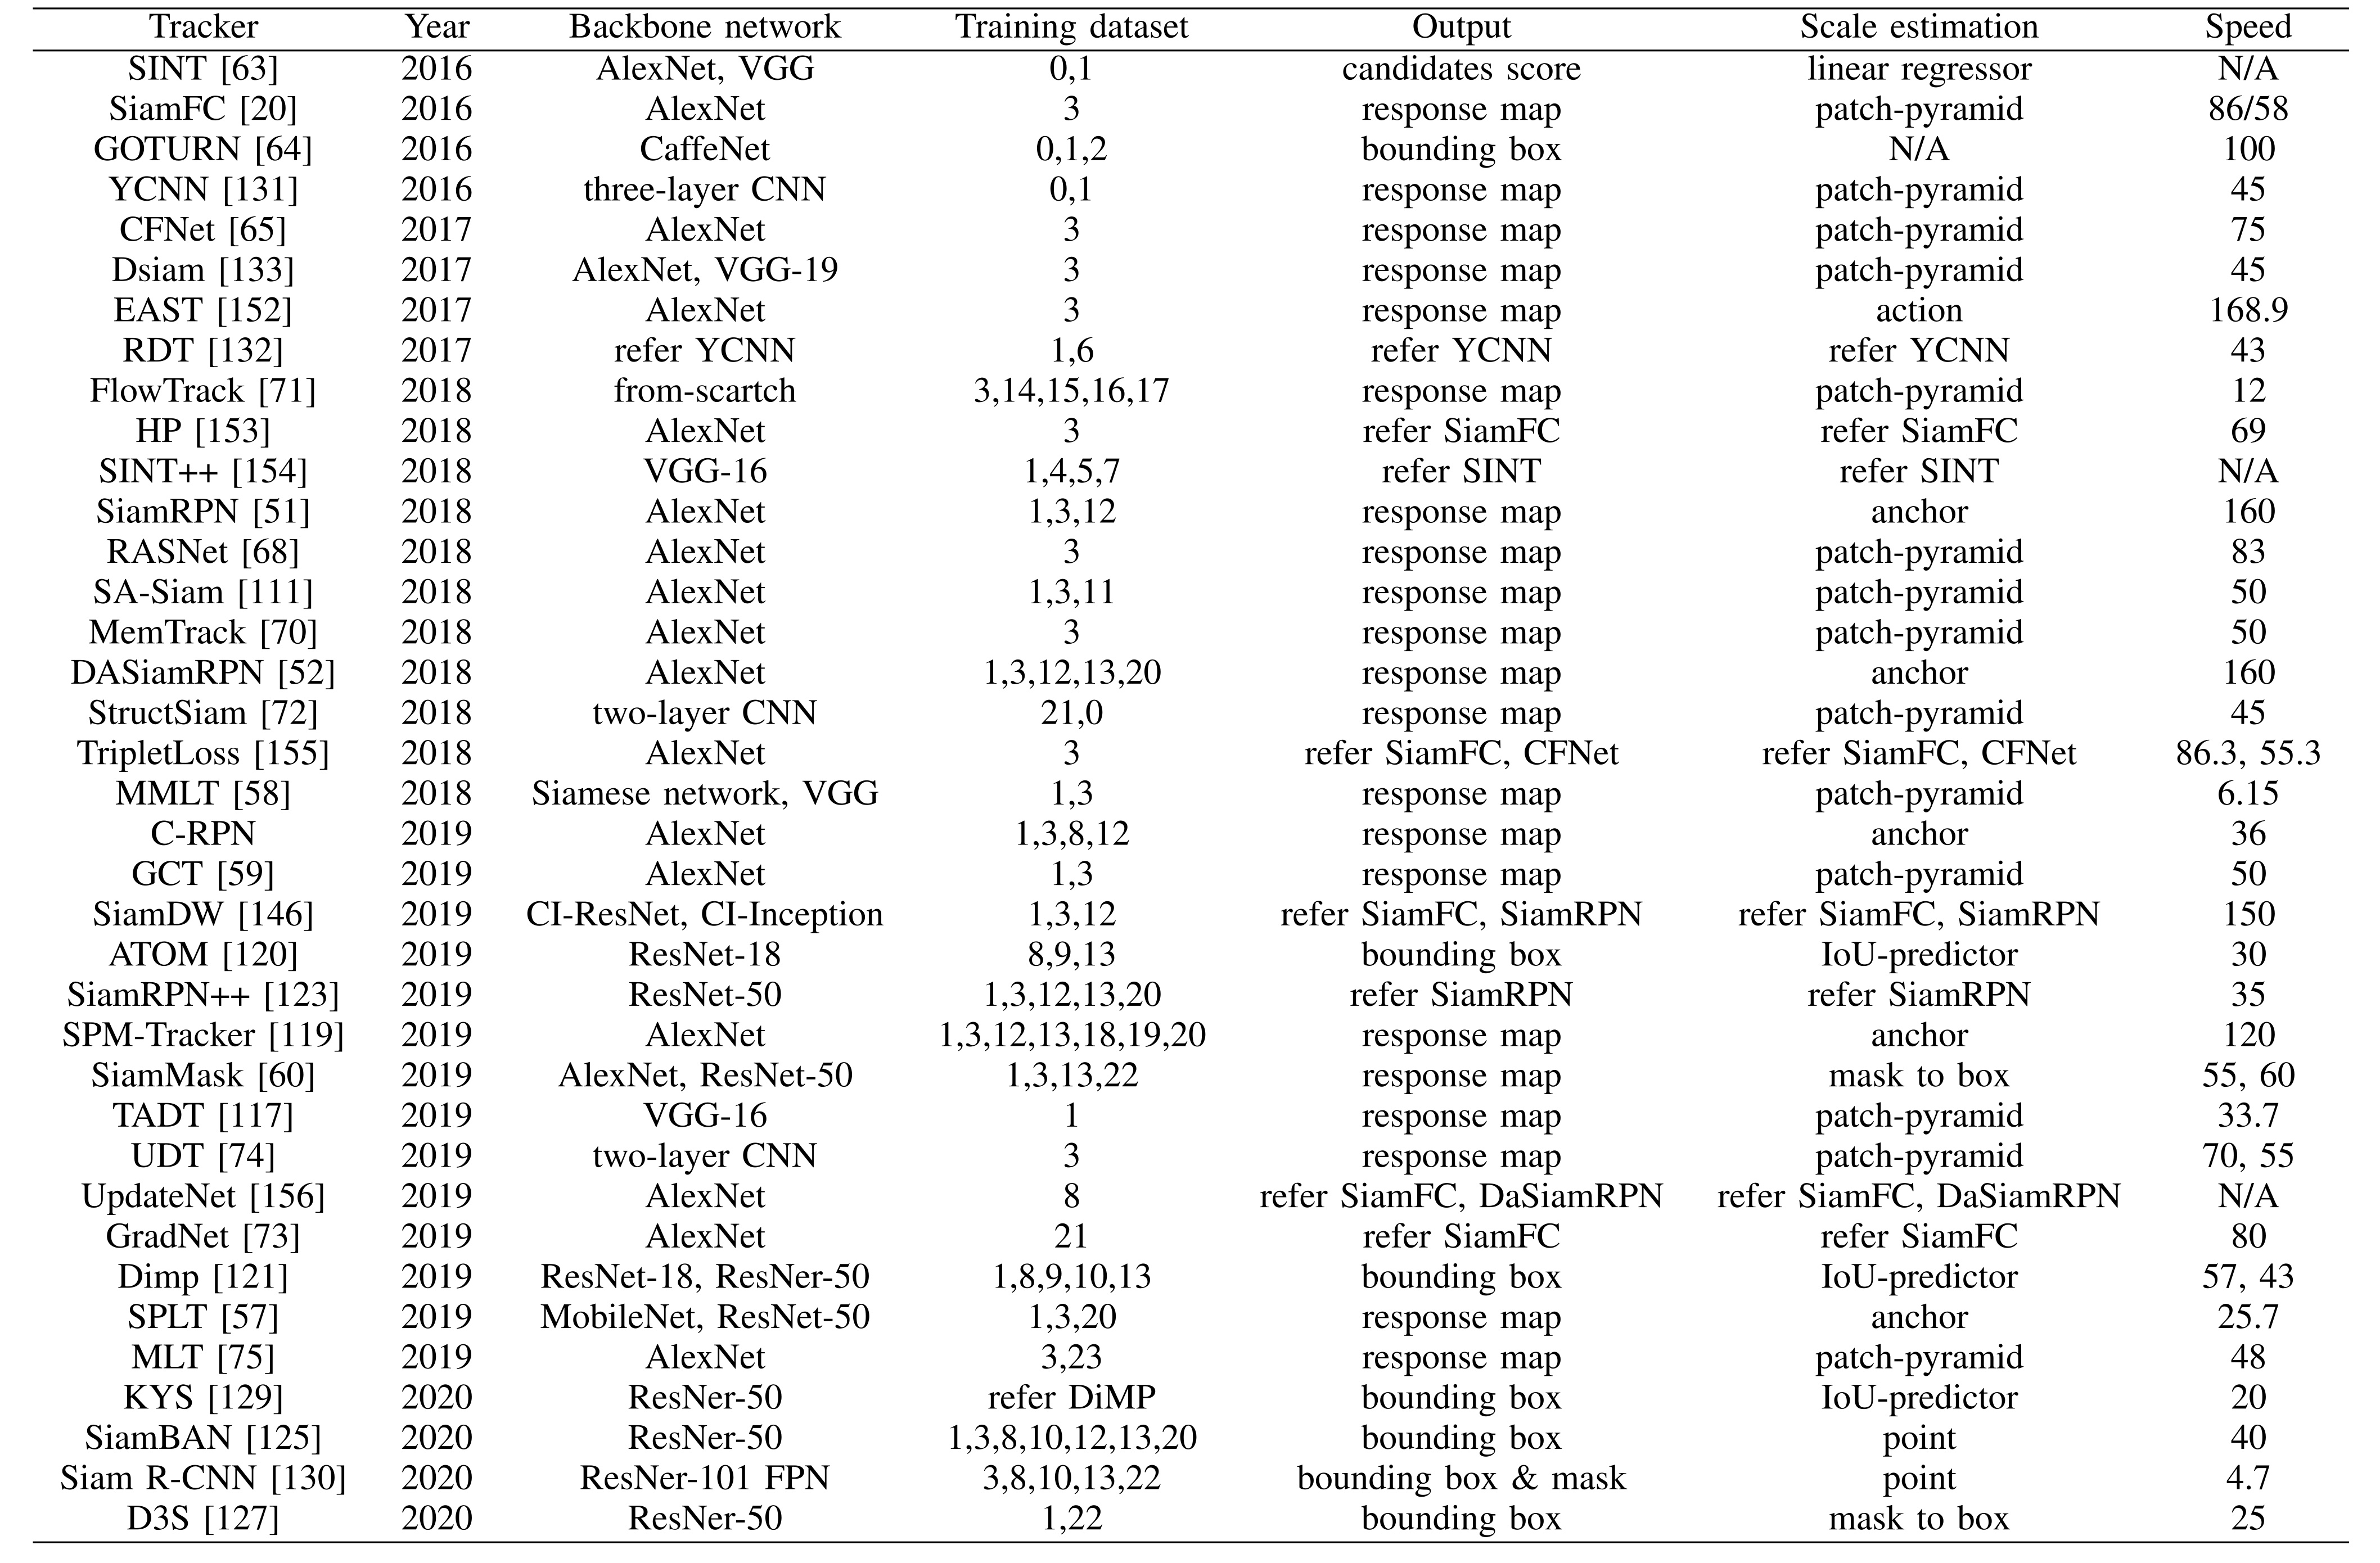 Tracker Year Backbone network Training dataset Output Scale estimation Speed
SINT [63] 2016 AlexNet, VGG 0,1 candidates score linear regressor N/A
SiamFC [20] 2016 AlexNet 3 response map patch-pyramid 86/58
GOTURN [64] 2016 CaffeNet 0,1,2 bounding box N/A 100
YCNN [131] 2016 three-layer CNN 0,1 response map patch-pyramid 45
CFNet [65] 2017 AlexNet 3 response map patch-pyramid 75
Dsiam [133] 2017 AlexNet, VGG-19 3 response map patch-pyramid 45
EAST [152] 2017 AlexNet 3 response map action 168.9
RDT [132] 2017 refer YCNN 1,6 refer YCNN refer YCNN 43
FlowTrack [71] 2018 from-scartch 3,14,15,16,17 response map patch-pyramid 12
HP [153] 2018 AlexNet 3 refer SiamFC refer SiamFC 69
SINT++ [154] 2018 VGG-16 1,4,5,7 refer SINT refer SINT N/A
SiamRPN [51] 2018 AlexNet 1,3,12 response map anchor 160
RASNet [68] 2018 AlexNet 3 response map patch-pyramid 83
SA-Siam [111] 2018 AlexNet 1,3,11 response map patch-pyramid 50
MemTrack [70] 2018 AlexNet 3 response map patch-pyramid 50
DASiamRPN [52] 2018 AlexNet 1,3,12,13,20 response map anchor 160
StructSiam [72] 2018 two-layer CNN 21,0 response map patch-pyramid 45
TripletLoss [155] 2018 AlexNet 3 refer SiamFC, CFNet refer SiamFC, CFNet 86.3, 55.3
MMLT [58] 2018 Siamese network, VGG 1,3 response map patch-pyramid 6.15
C-RPN 2019 AlexNet 1,3,8,12 response map anchor 36
GCT [59] 2019 AlexNet 1,3 response map patch-pyramid 50
SiamDW [146] 2019 CI-ResNet, CI-Inception 1,3,12 refer SiamFC, SiamRPN refer SiamFC, SiamRPN 150
ATOM [120] 2019 ResNet-18 8,9,13 bounding box IoU-predictor 30
SiamRPN++ [123] 2019 ResNet-50 1,3,12,13,20 refer SiamRPN refer SiamRPN 35
SPM-Tracker [119] 2019 AlexNet 1,3,12,13,18,19,20 response map anchor 120
SiamMask [60] 2019 AlexNet, ResNet-50 1,3,13,22 response map mask to box 55, 60
TADT [117] 2019 VGG-16 1 response map patch-pyramid 33.7
UDT [74] 2019 two-layer CNN 3 response map patch-pyramid 70, 55
UpdateNet [156] 2019 AlexNet 8 refer SiamFC, DaSiamRPN refer SiamFC, DaSiamRPN N/A
GradNet [73] 2019 AlexNet 21 refer SiamFC refer SiamFC 80
Dimp [121] 2019 ResNet-18, ResNer-50 1,8,9,10,13 bounding box IoU-predictor 57, 43
SPLT [57] 2019 MobileNet, ResNet-50 1,3,20 response map anchor 25.7
MLT [75] 2019 AlexNet 3,23 response map patch-pyramid 48
KYS [129] 2020 ResNer-50 refer DiMP bounding box IoU-predictor 20
SiamBAN [125] 2020 ResNer-50 1,3,8,10,12,13,20 bounding box point 40
Siam R-CNN [130] 2020 ResNer-101 FPN 3,8,10,13,22 bounding box & mask point 4.7
D3S [127] 2020 ResNer-50 1,22 bounding box mask to box 25